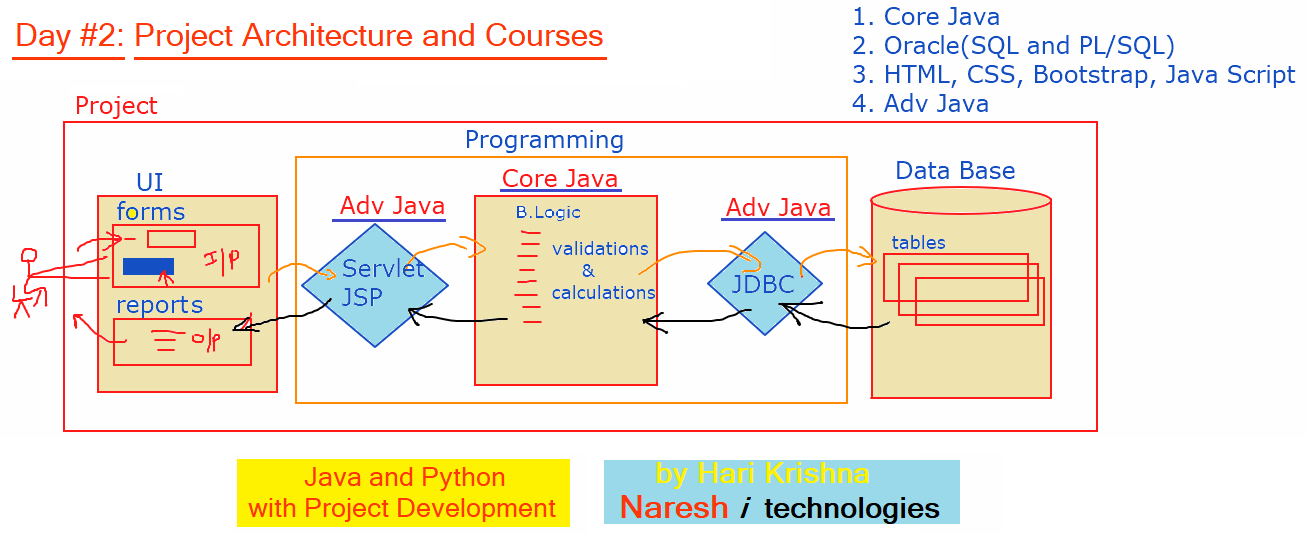 Day #2: Project Architecture and Courses
1. Core Java
2. Oracle(SQL and PL/SQL)
3. HTML, CSS, Bootstrap, Java Script
4. Adv Java
Project
Programming
UI
forms
I/p
reports
o/p
Adv Java
Servlet
JSP
Core Java
B.Logic
validations
&
calculations
Adv Java
JDBC
Data Base
tables
Java and Python
with Project Development
by Hari Krishna
Naresh i technologies